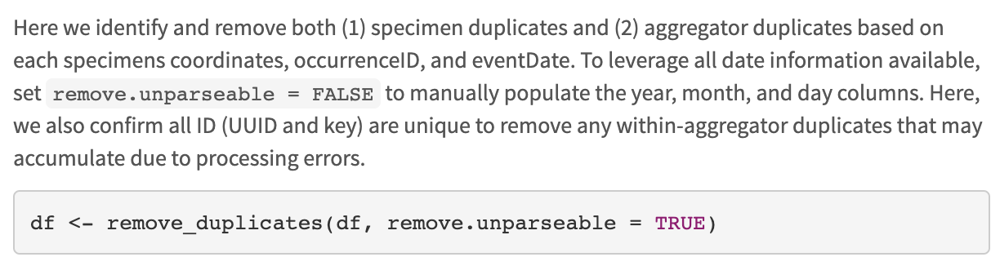 Here we identify and remove both (1) specimen duplicates and (2) aggregator duplicates based on
each specimens coordinates, occurrenceID, and eventDate. To leverage all date information available,
set remove.unparseable = FALSE to manually populate the year, month, and day columns. Here,
we also confirm all ID (UUID and key) are unique to remove any within-aggregator duplicates that may
accumulate due to processing errors.
df <- remove_duplicates(df, remove.unparseable = TRUE)